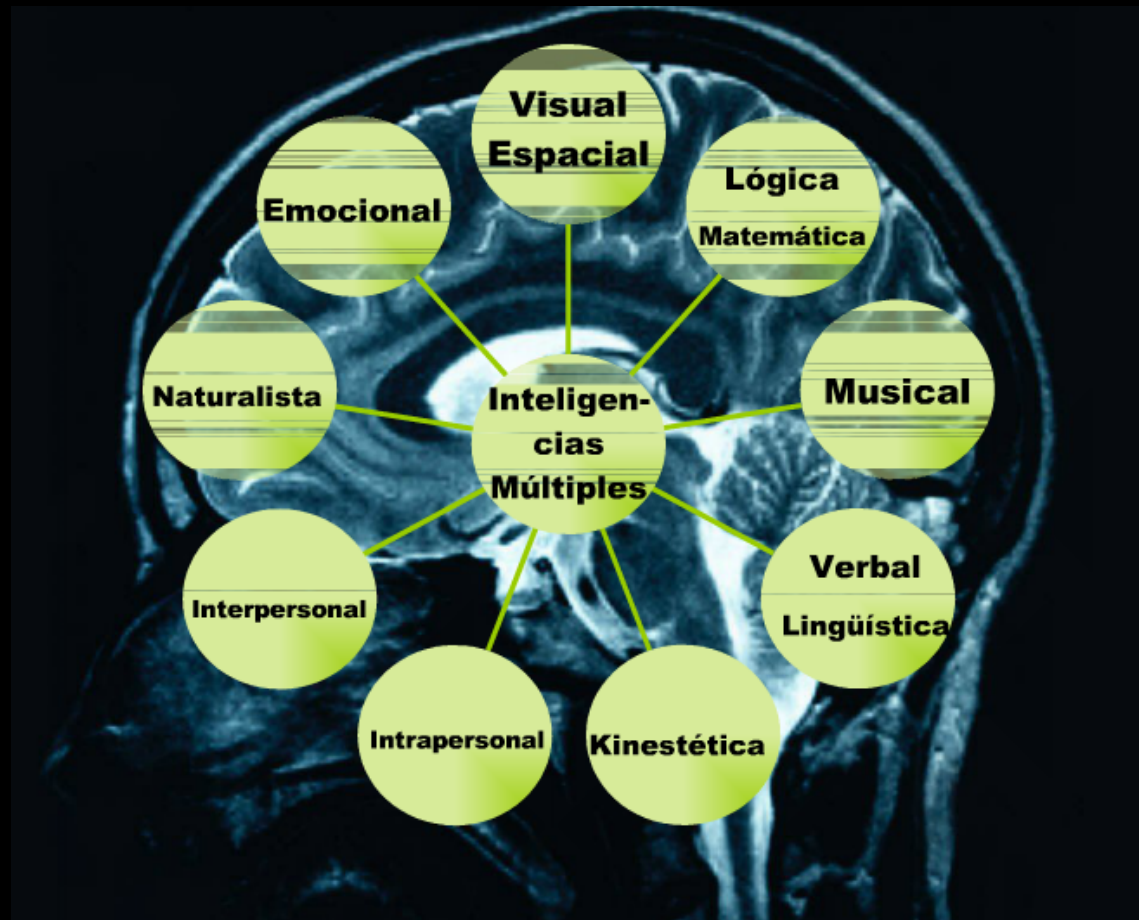 Visual
Espacial
Lógica
Matemática
Emocional
Musical
Naturalista
Inteligen-
cias
Múltiples
Verbal
Lingüística
Interpersonal
Intrapersonal
Kinestética